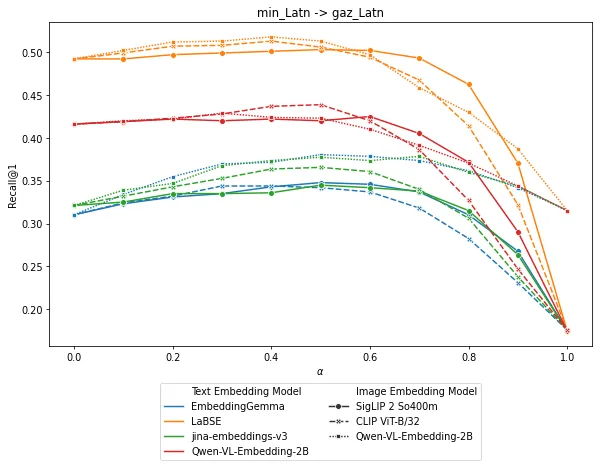 min_Latn -> gaz_Latn
Recall@1
0.50
0.45
0.40
0.35
0.30
0.25
0.20
0.0 0.2 0.4 0.6 0.8 1.0
α
Text Embedding Model Image Embedding Model
EmbeddingGemma SigLIP 2 So400m
LaBSE CLIP ViT-B/32
jina-embeddings-v3 Qwen-VL-Embedding-2B
Qwen-VL-Embedding-2B